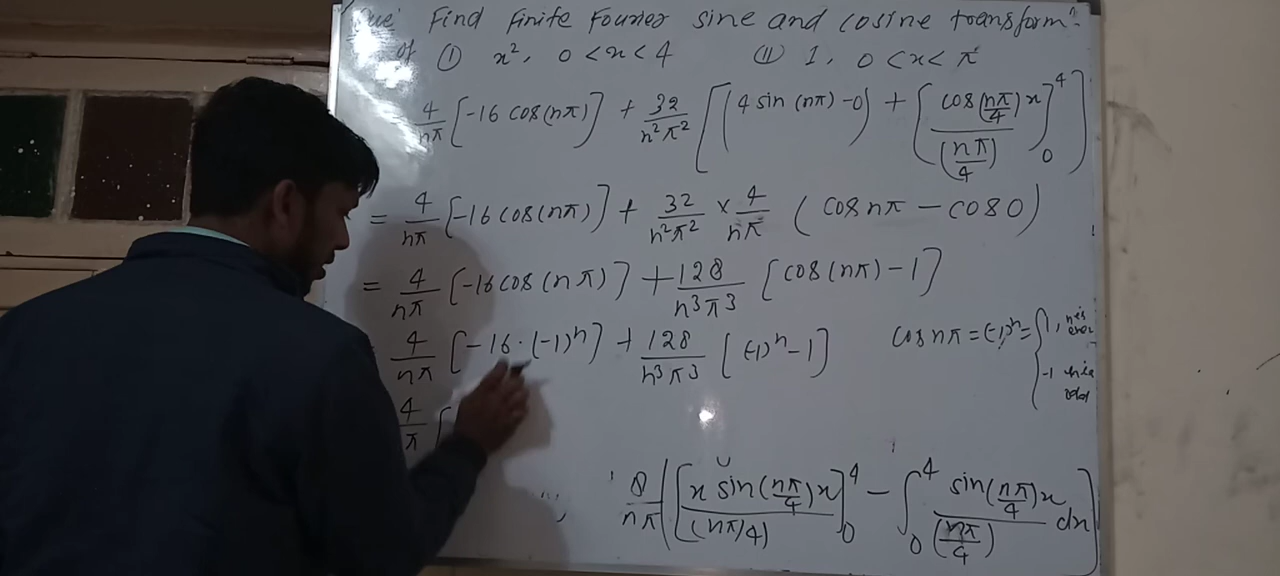 Que: Find Finite Fourier sine and cosine transform.
of (I) x², 0 < x < 4 (II) 1, 0 < x < π
4/nπ [-16 cos(nπ)] + 32/n²π² [(4 sin (nπ) -0) + [cos(nπ/4)x/(nπ/4)]₀⁴]
= 4/nπ [-16 cos(nπ)] + 32/n²π² × 4/nπ (cos nπ - cos 0)
= 4/nπ [-16 cos (nπ)] + 128/n³π³ [cos (nπ) - 1]
4/nπ [-16 · (-1)ⁿ] + 128/n³π³ [(-1)ⁿ - 1] cos nπ = (-1)ⁿ = { 1, n is even
-1 n is odd
4/π [
8/nπ ([x sin(nπ/4)x/(nπ/4)]₀⁴ - ∫₀⁴ sin(nπ/4)x/(nπ/4) dx)